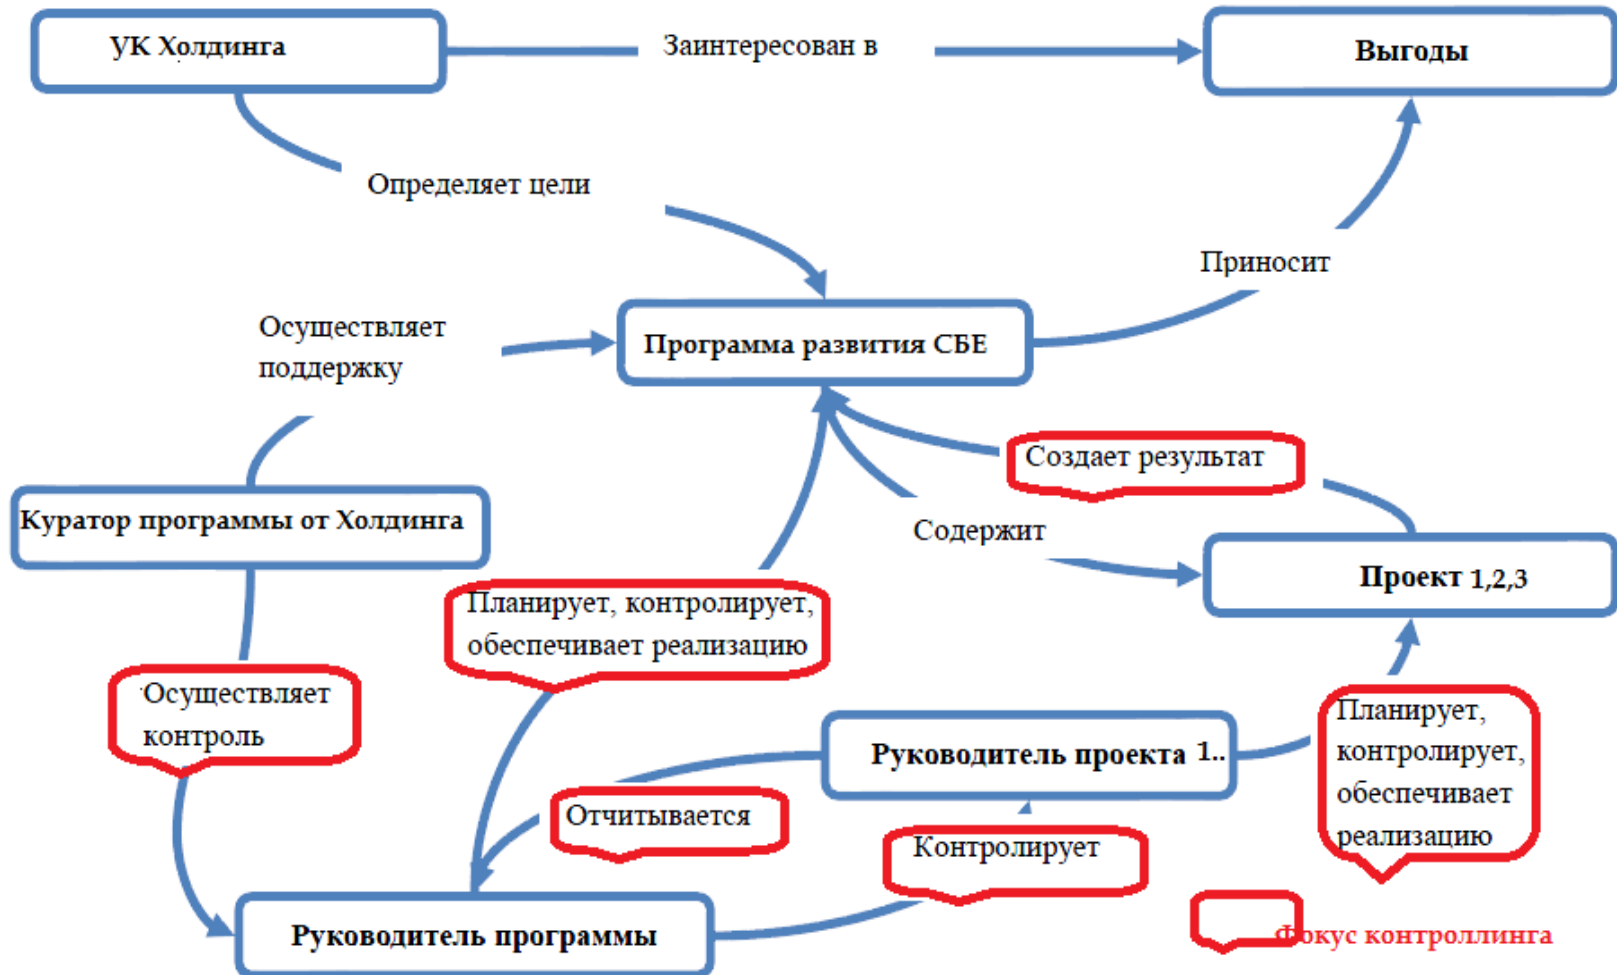 УК Холдинга
Заинтересован в
Выгоды
Определяет цели
Приносит
Осуществляет
поддержку
Программа развития СБЕ
Создает результат
Куратор программы от Холдинга
Содержит
Проект 1,2,3
Планирует, контролирует,
обеспечивает реализацию
Осуществляет
контроль
Руководитель проекта 1..
Планирует,
контролирует,
обеспечивает
реализацию
Отчитывается
Контролирует
Руководитель программы
Фокус контроллинга